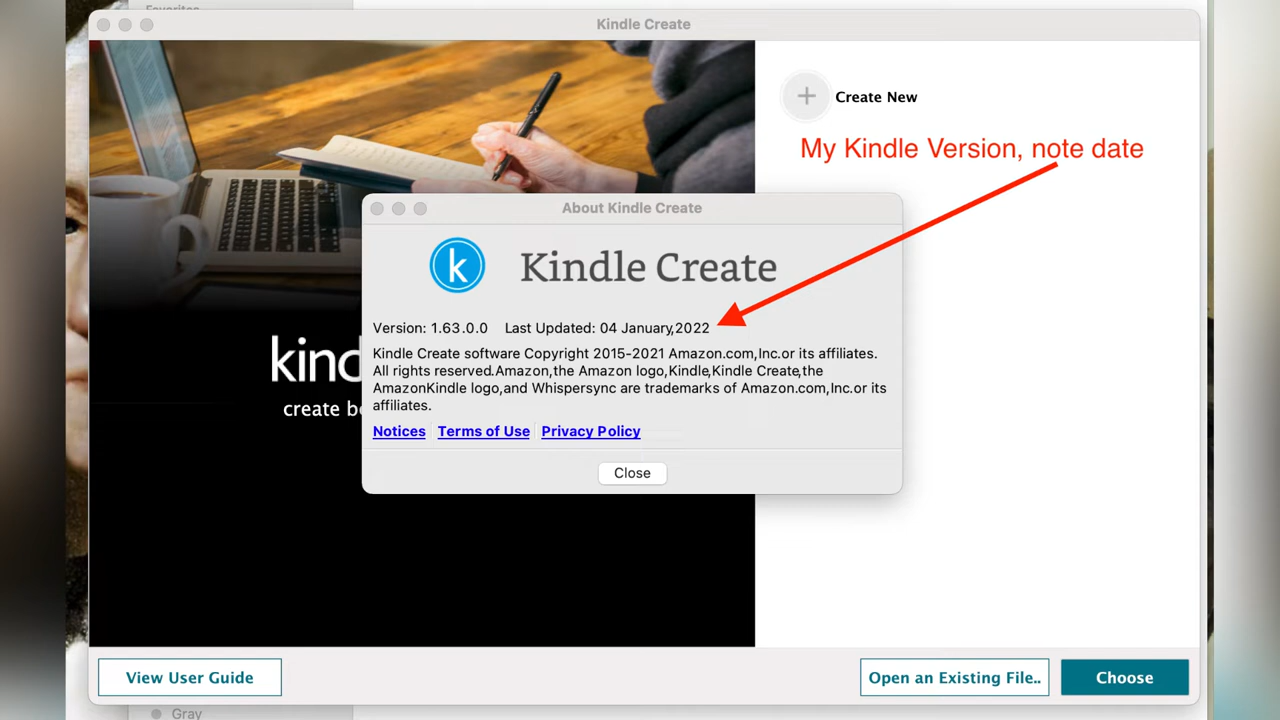 Favorites
Kindle Create
Create New
My Kindle Version, note date
About Kindle Create
k Kindle Create
Version: 1.63.0.0 Last Updated: 04 January,2022
Kindle Create software Copyright 2015-2021 Amazon.com,Inc.or its affiliates.
All rights reserved.Amazon,the Amazon logo,Kindle,Kindle Create,the
AmazonKindle logo,and Whispersync are trademarks of Amazon.com,Inc.or its
affiliates.
Notices Terms of Use Privacy Policy
Close
kind
create be
View User Guide
Open an Existing File..
Choose
Gray